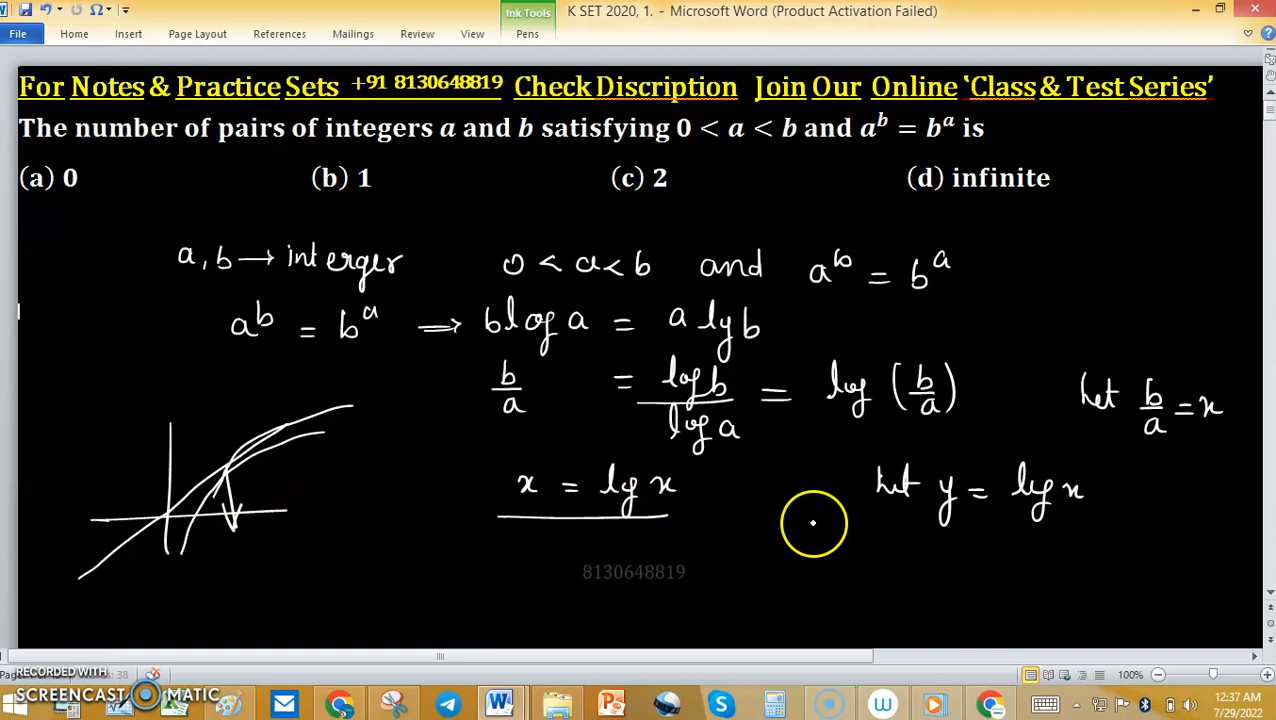 K SET 2020, 1. - Microsoft Word (Product Activation Failed)
Ink Tools
File Home Insert Page Layout References Mailings Review View Pens
For Notes & Practice Sets +91 8130648819 Check Discription Join Our Online 'Class & Test Series'
The number of pairs of integers a and b satisfying 0 < a < b and a^b = b^a is
(a) 0 (b) 1 (c) 2 (d) infinite
a, b → interger 0 < a < b and a^b = b^a
a^b = b^a ⟹ b log a = a log b
b/a = log b / log a = log (b/a) Let b/a = x
x = log x Let y = log x
8130648819
RECORDED WITH
SCREENCAST MATIC
38
100%
12:37 AM
7/29/2022